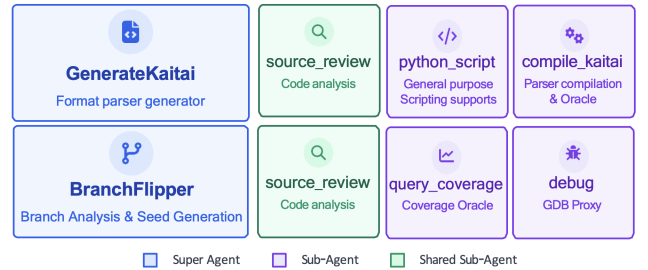 GenerateKaitai
Format parser generator
source_review
Code analysis
python_script
General purpose
Scripting supports
compile_kaitai
Parser compilation
& Oracle
BranchFlipper
Branch Analysis & Seed Generation
source_review
Code analysis
query_coverage
Coverage Oracle
debug
GDB Proxy
Super Agent
Sub-Agent
Shared Sub-Agent